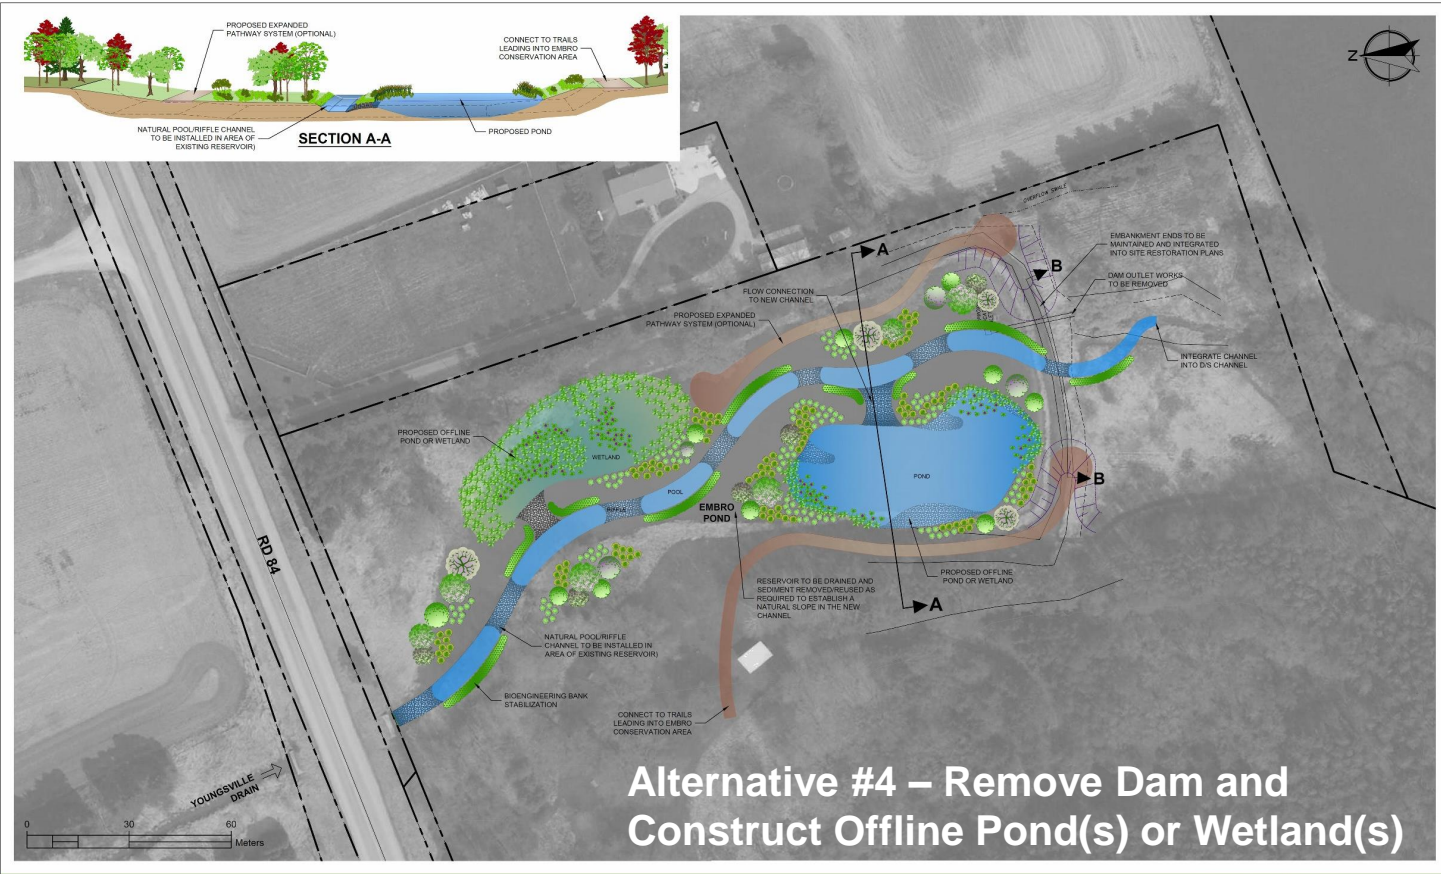 PROPOSED EXPANDED
PATHWAY SYSTEM (OPTIONAL)
CONNECT TO TRAILS
LEADING INTO EMBRO
CONSERVATION AREA
NATURAL POOL/RIFFLE CHANNEL
TO BE INSTALLED IN AREA OF
EXISTING RESERVOIR)
SECTION A-A
PROPOSED POND
Z
OVERFLOW SWALE
EMBANKMENT ENDS TO BE
MAINTAINED AND INTEGRATED
INTO SITE RESTORATION PLANS
A
B
DAM OUTLET WORKS
TO BE REMOVED
FLOW CONNECTION
TO NEW CHANNEL
PROPOSED EXPANDED
PATHWAY SYSTEM (OPTIONAL)
INTEGRATE CHANNEL
INTO D/S CHANNEL
PROPOSED OFFLINE
POND OR WETLAND
WETLAND
POOL
RIFFLE
POND
EMBRO
POND
B
RD 84
RESERVOIR TO BE DRAINED AND
SEDIMENT REMOVED/REUSED AS
REQUIRED TO ESTABLISH A
NATURAL SLOPE IN THE NEW
CHANNEL
PROPOSED OFFLINE
POND OR WETLAND
A
NATURAL POOL/RIFFLE
CHANNEL TO BE INSTALLED IN
AREA OF EXISTING RESERVOIR)
BIOENGINEERING BANK
STABILIZATION
CONNECT TO TRAILS
LEADING INTO EMBRO
CONSERVATION AREA
YOUNGSVILLE
DRAIN
0 30 60
Meters
Alternative #4 – Remove Dam and
Construct Offline Pond(s) or Wetland(s)